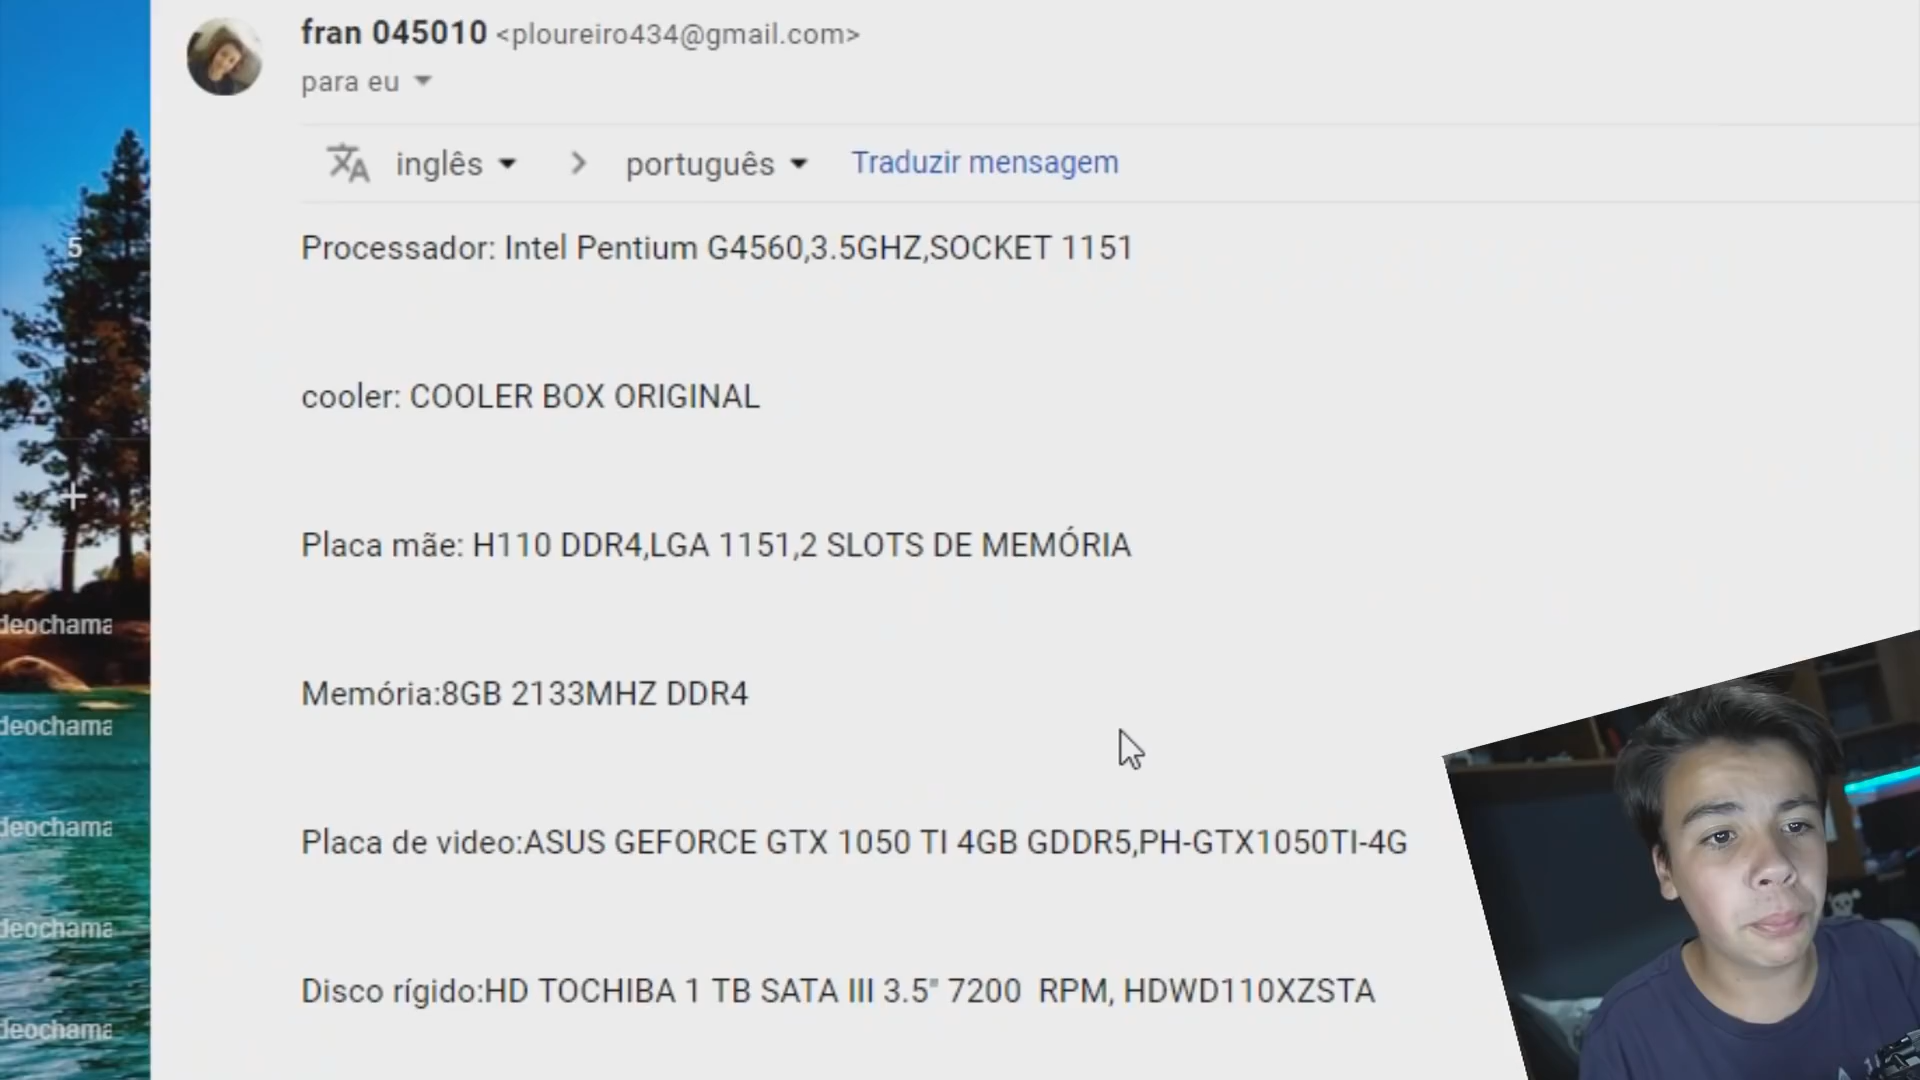 fran 045010 <ploureiro434@gmail.com>
para eu
inglês > português Traduzir mensagem
5
Processador: Intel Pentium G4560,3.5GHZ,SOCKET 1151
cooler: COOLER BOX ORIGINAL
+
Placa mãe: H110 DDR4,LGA 1151,2 SLOTS DE MEMÓRIA
deochama
Memória:8GB 2133MHZ DDR4
deochama
Placa de video:ASUS GEFORCE GTX 1050 TI 4GB GDDR5,PH-GTX1050TI-4G
deochama
deochama
Disco rígido:HD TOCHIBA 1 TB SATA III 3.5" 7200 RPM, HDWD110XZSTA
deochama